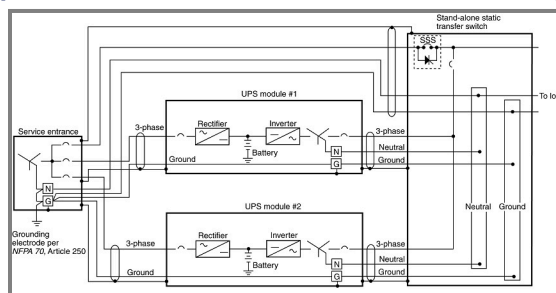 Stand-alone static
transfer switch
SSS
To lo
UPS module #1
Rectifier
Inverter
3-phase
3-phase
Battery
N
Neutral
Ground
G
Ground
Service entrance
N
G
Grounding
electrode per
NFPA 70, Article 250
UPS module #2
Rectifier
Inverter
3-phase
3-phase
Battery
N
Neutral
Ground
G
Ground
Neutral
Ground